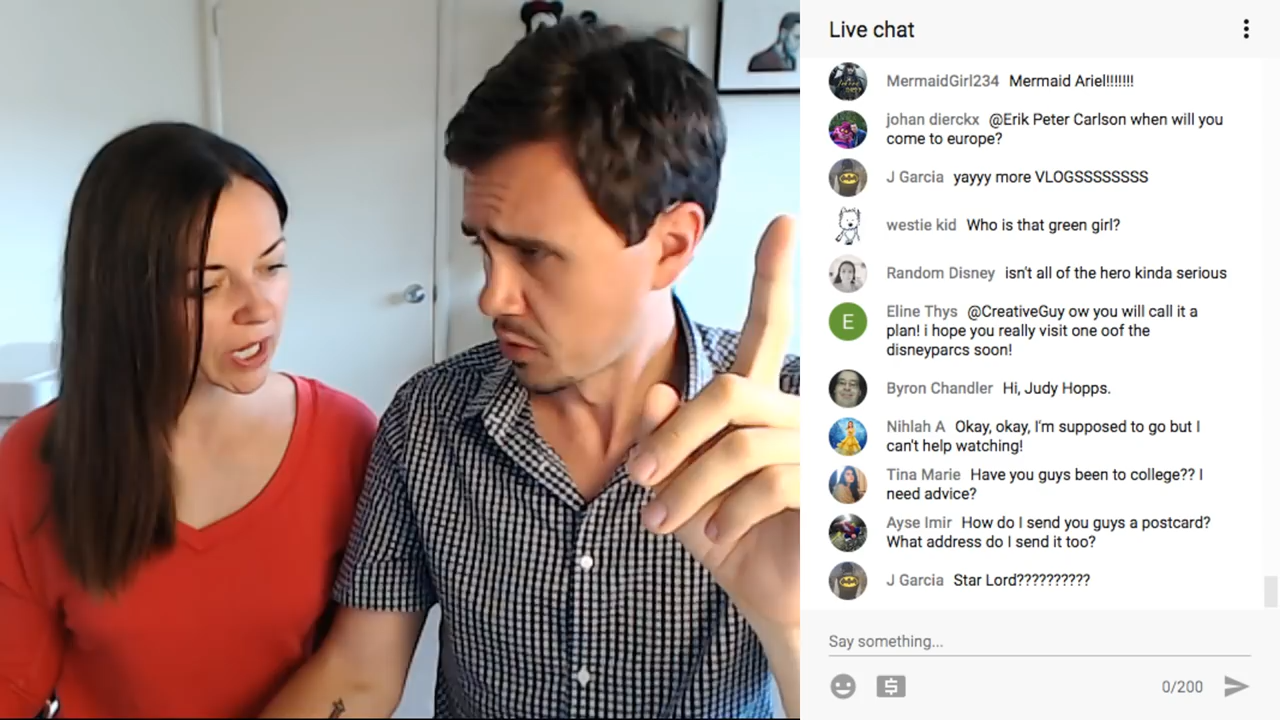 Live chat
MermaidGirl234 Mermaid Ariel!!!!!!!
johan dierckx @Erik Peter Carlson when will you
come to europe?
J Garcia yayyy more VLOGSSSSSSSS
westie kid Who is that green girl?
Random Disney isn't all of the hero kinda serious
Eline Thys @CreativeGuy ow you will call it a
plan! i hope you really visit one oof the
disneyparcs soon!
E
Byron Chandler Hi, Judy Hopps.
Nihlah A Okay, okay, I'm supposed to go but I
can't help watching!
Tina Marie Have you guys been to college?? I
need advice?
Ayse Imir How do I send you guys a postcard?
What address do I send it too?
J Garcia Star Lord??????????
Say something...
$
0/200